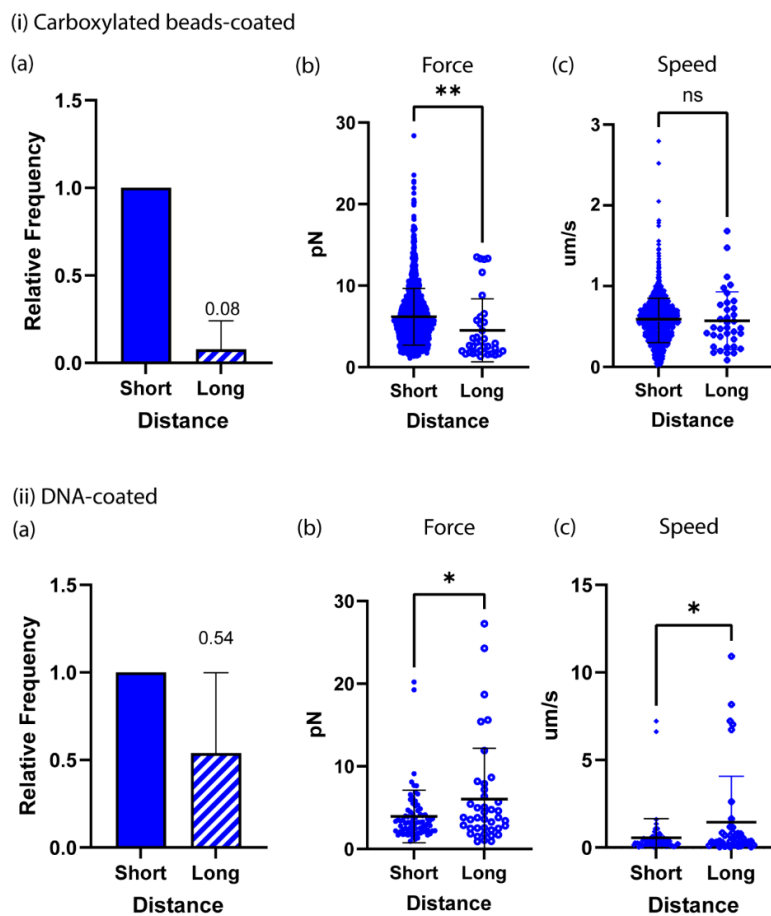 (i) Carboxylated beads-coated
(a)
(b)
Force
(c)
Speed
Relative Frequency
1.5
1.0
0.5
0.0
0.08
Short
Long
Distance
pN
30
20
10
0
**
Short
Long
Distance
um/s
3
2
1
0
ns
Short
Long
Distance
(ii) DNA-coated
(a)
(b)
Force
(c)
Speed
Relative Frequency
1.5
1.0
0.5
0.0
0.54
Short
Long
Distance
pN
30
20
10
0
*
Short
Long
Distance
um/s
15
10
5
0
*
Short
Long
Distance